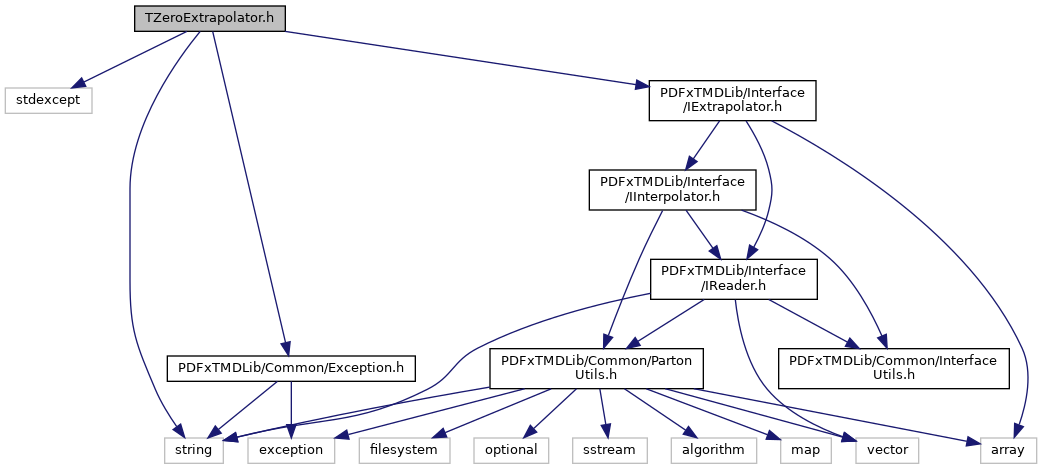 TZeroExtrapolator.h
stdexcept
PDFxTMDLib/Interface
/IExtrapolator.h
PDFxTMDLib/Interface
/IInterpolator.h
PDFxTMDLib/Interface
/IReader.h
PDFxTMDLib/Common/Exception.h
PDFxTMDLib/Common/Parton
Utils.h
PDFxTMDLib/Common/Interface
Utils.h
string
exception
filesystem
optional
sstream
algorithm
map
vector
array